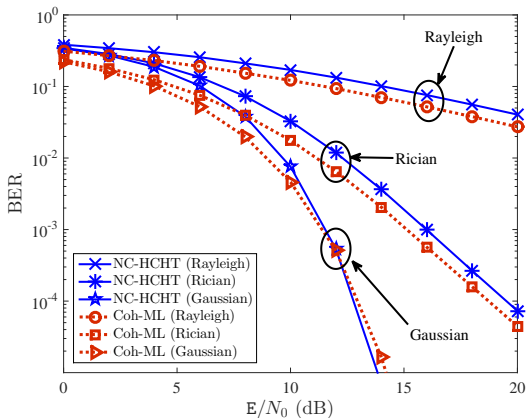 10^0
10^-1
10^-2
10^-3
10^-4
BER
Rayleigh
Rician
Gaussian
NC-HCHT (Rayleigh)
NC-HCHT (Rician)
NC-HCHT (Gaussian)
Coh-ML (Rayleigh)
Coh-ML (Rician)
Coh-ML (Gaussian)
0 5 10 15 20
E/N_0 (dB)